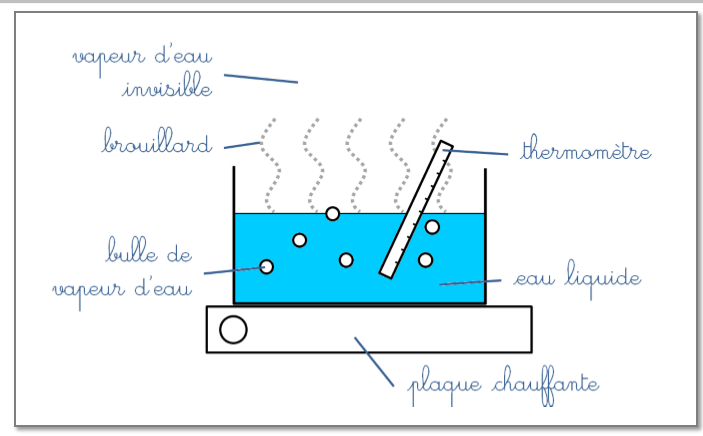 vapeur d'eau
invisible
brouillard
thermomètre
bulle de
vapeur d'eau
eau liquide
plaque chauffante